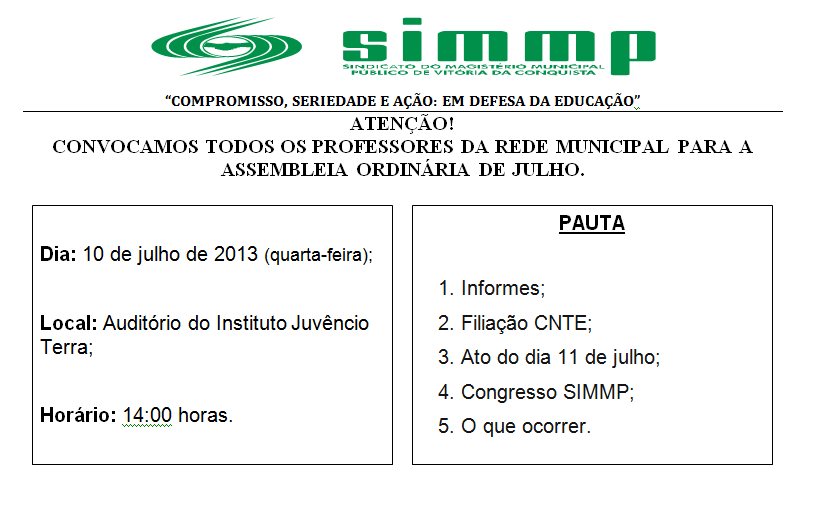 simmp
SINDICATO DO MAGISTÉRIO MUNICIPAL
PÚBLICO DE VITÓRIA DA CONQUISTA
“COMPROMISSO, SERIEDADE E AÇÃO: EM DEFESA DA EDUCAÇÃO”
ATENÇÃO!
CONVOCAMOS TODOS OS PROFESSORES DA REDE MUNICIPAL PARA A
ASSEMBLEIA ORDINÁRIA DE JULHO.
Dia: 10 de julho de 2013 (quarta-feira);
Local: Auditório do Instituto Juvêncio
Terra;
Horário: 14:00 horas.
PAUTA
1. Informes;
2. Filiação CNTE;
3. Ato do dia 11 de julho;
4. Congresso SIMMP;
5. O que ocorrer.